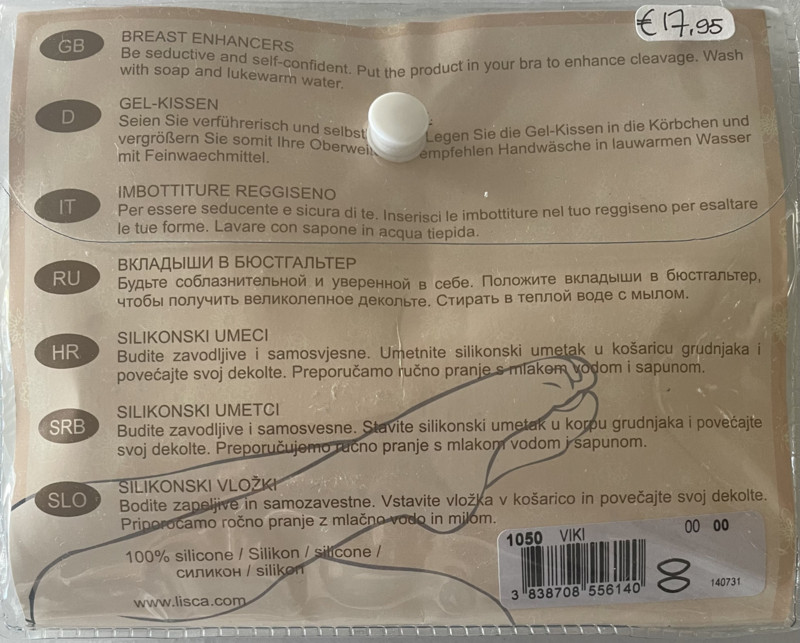 €17,95
GB
BREAST ENHANCERS
Be seductive and self-confident. Put the product in your bra to enhance cleavage. Wash
with soap and lukewarm water.
D
GEL-KISSEN
Seien Sie verführerisch und selbst Legen Sie die Gel-Kissen in die Körbchen und
vergrößern Sie somit Ihre empfehlen Handwäsche in lauwarmen Wasser
mit Feinwaechmittel.
IT
IMBOTTITURE REGGISENO
Per essere seducente e sicura di te. Inserisci le imbottiture nel tuo reggiseno per esaltare
le tue forme. Lavare con sapone in acqua tiepida.
RU
ВКЛАДЫШИ В БЮСТГАЛЬТЕР
Будьте соблазнительной и уверенной в себе. Положите вкладыши в бюстгальтер,
чтобы получить великолепное декольте. Стирать в теплой воде с мылом.
HR
SILIKONSKI UMECI
Budite zavodljive i samosvjesne. Umetnite silikonski umetak u košaricu grudnjaka i
povećajte svoj dekolte. Preporučamo ručno pranje s mlakom vodom i sapunom.
SRB
SILIKONSKI UMETCI
Budite zavodljive i samosvesne. Stavite silikonski umetak u korpu grudnjaka i povećajte
svoj dekolte. Preporučujemo ručno pranje s mlakom vodom i sapunom.
SLO
SILIKONSKI VLOŽKI
Bodite zapeljive in samozavestne. Vstavite vložka v košarico in povečajte svoj dekolte.
Priporočamo ročno pranje z mlačno vodo in milom.
100% silicone / Silikon / silicone /
силикон / silikon
www.lisca.com
1050 VIKI 00 00
3 838708 556140
140731